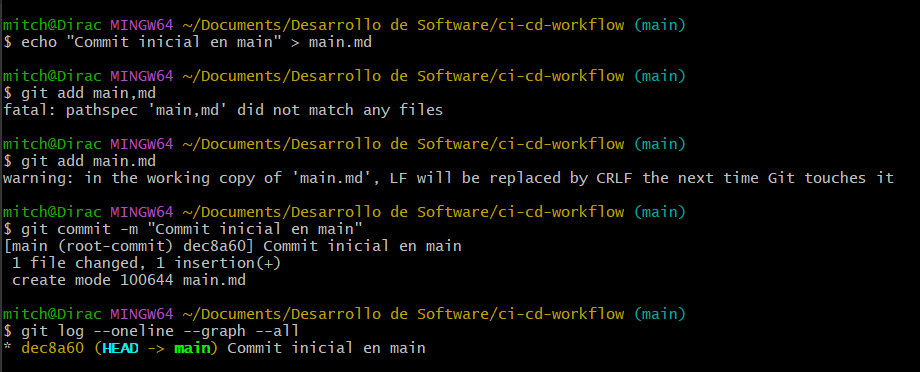 mitch@Dirac MINGW64 ~/Documents/Desarrollo de Software/ci-cd-workflow (main)
$ echo "Commit inicial en main" > main.md
mitch@Dirac MINGW64 ~/Documents/Desarrollo de Software/ci-cd-workflow (main)
$ git add main,md
fatal: pathspec 'main,md' did not match any files
mitch@Dirac MINGW64 ~/Documents/Desarrollo de Software/ci-cd-workflow (main)
$ git add main.md
warning: in the working copy of 'main.md', LF will be replaced by CRLF the next time Git touches it
mitch@Dirac MINGW64 ~/Documents/Desarrollo de Software/ci-cd-workflow (main)
$ git commit -m "Commit inicial en main"
[main (root-commit) dec8a60] Commit inicial en main
 1 file changed, 1 insertion(+)
 create mode 100644 main.md
mitch@Dirac MINGW64 ~/Documents/Desarrollo de Software/ci-cd-workflow (main)
$ git log --oneline --graph --all
* dec8a60 (HEAD -> main) Commit inicial en main